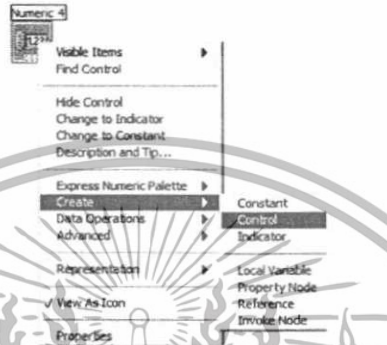 Numeric 4
Visible Items
Find Control
Hide Control
Change to Indicator
Change to Constant
Description and Tip...
Express Numeric Palette
Create
Data Operations
Advanced
Representation
√ View As Icon
Properties
Constant
Control
Indicator
Local Variable
Property Node
Reference
Invoke Node